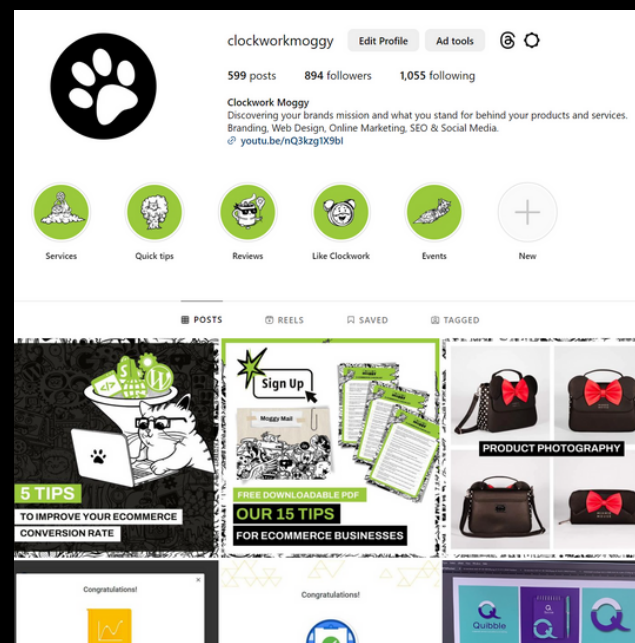 clockworkmoggy Edit Profile Ad tools
599 posts 894 followers 1,055 following
Clockwork Moggy
Discovering your brands mission and what you stand for behind your products and services.
Branding, Web Design, Online Marketing, SEO & Social Media.
youtu.be/nQ3kzg1X9bI
Services Quick tips Reviews Like Clockwork Events New
POSTS REELS SAVED TAGGED
5 TIPS
TO IMPROVE YOUR ECOMMERCE
CONVERSION RATE
Sign Up
Moggy Mail
FREE DOWNLOADABLE PDF
OUR 15 TIPS
FOR ECOMMERCE BUSINESSES
PRODUCT PHOTOGRAPHY
Congratulations!
Congratulations!
Quibble